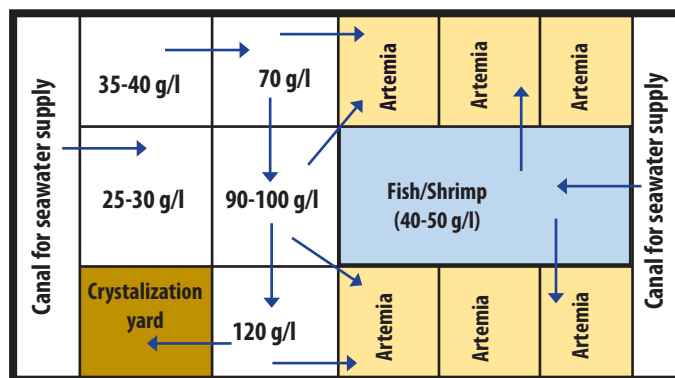 Canal for seawater supply
35-40 g/l
70 g/l
Artemia
Artemia
Artemia
25-30 g/l
90-100 g/l
Fish/Shrimp
(40-50 g/l)
Crystalization
yard
120 g/l
Artemia
Artemia
Artemia
Canal for seawater supply